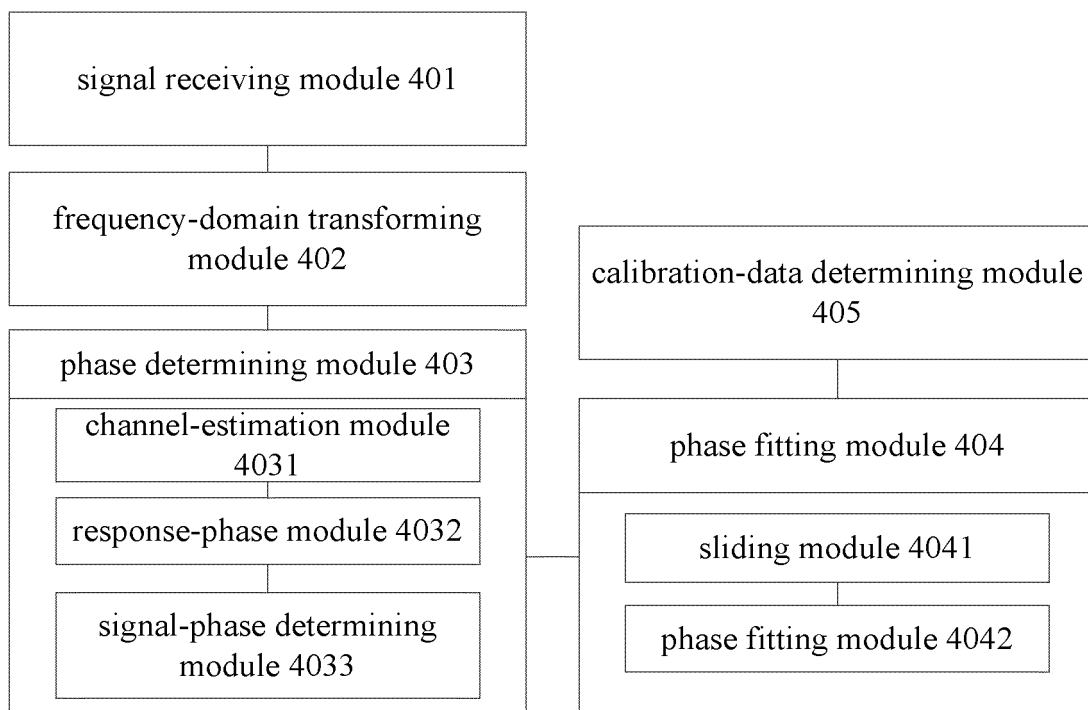 signal receiving module 401
frequency-domain transforming
module 402
phase determining module 403
channel-estimation module
4031
response-phase module 4032
signal-phase determining
module 4033
calibration-data determining module
405
phase fitting module 404
sliding module 4041
phase fitting module 4042